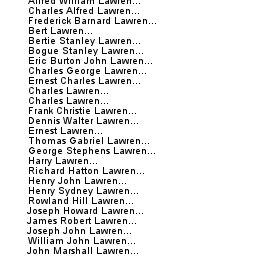 Alfred William Lawren...
Charles Alfred Lawren...
Frederick Barnard Lawren...
Bert Lawren...
Bertie Stanley Lawren...
Bogue Stanley Lawren...
Eric Burton John Lawren...
Charles George Lawren...
Ernest Charles Lawren...
Charles Lawren...
Charles Lawren...
Frank Christie Lawren...
Dennis Walter Lawren...
Ernest Lawren...
Thomas Gabriel Lawren...
George Stephens Lawren...
Harry Lawren...
Richard Hatton Lawren...
Henry John Lawren...
Henry Sydney Lawren...
Rowland Hill Lawren...
Joseph Howard Lawren...
James Robert Lawren...
Joseph John Lawren...
William John Lawren...
John Marshall Lawren...